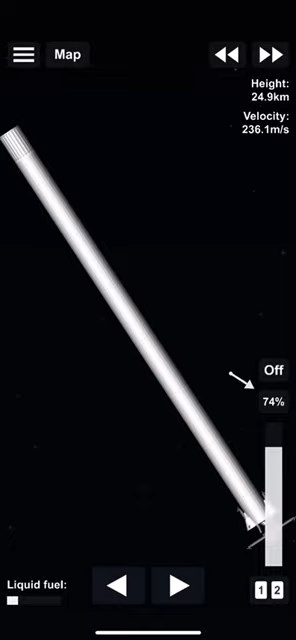 Map
Height:
24.9km
Velocity:
236.1m/s
Off
74%
Liquid fuel:
1 2